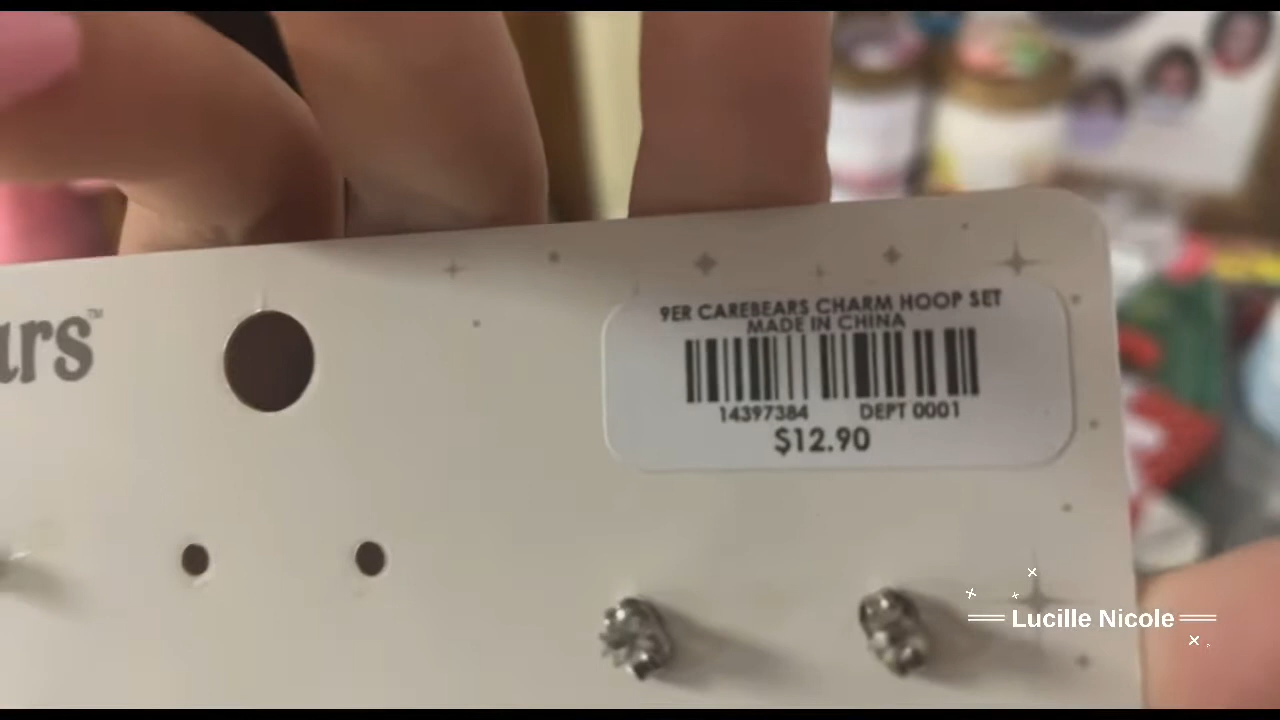 ars™
9ER CAREBEARS CHARM HOOP SET
MADE IN CHINA
14397384 DEPT 0001
$12.90
Lucille Nicole